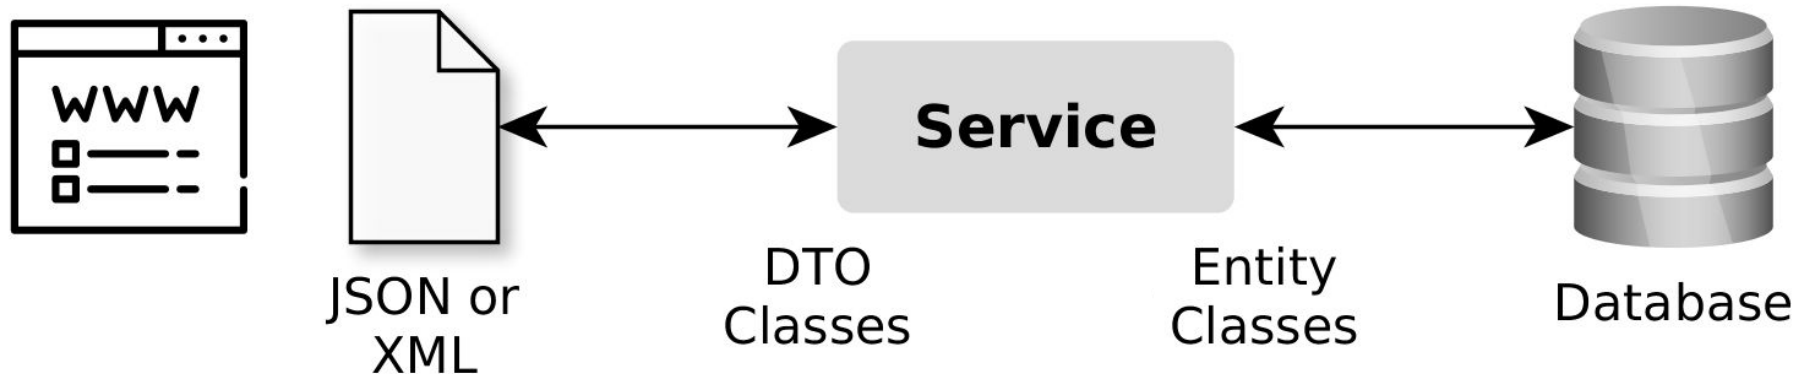 WWW
Service
JSON or
XML
DTO
Classes
Entity
Classes
Database